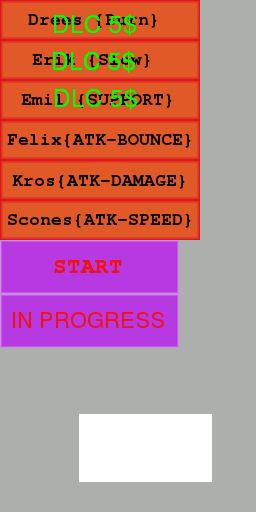 Drees {Burn}
DLC 5$
Erik {Slow}
DLC 5$
Emil {SUPPORT}
DLC 5$
Felix{ATK-BOUNCE}
Kros{ATK-DAMAGE}
Scones{ATK-SPEED}
START
IN PROGRESS